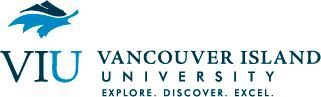 VIU VANCOUVER ISLAND
UNIVERSITY
EXPLORE. DISCOVER. EXCEL.